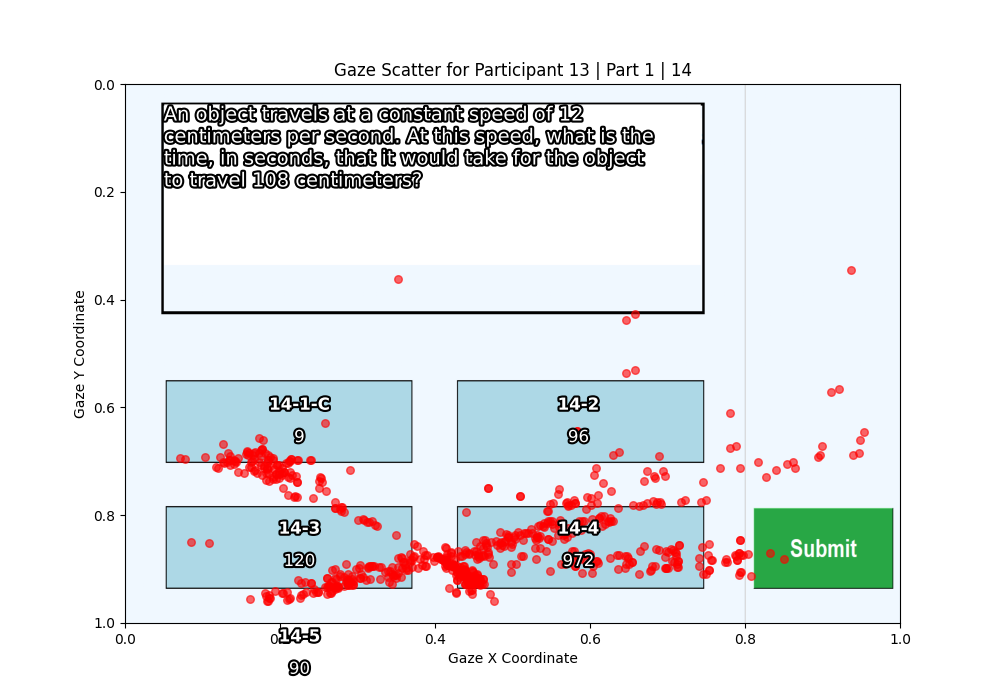 Gaze Scatter for Participant 13 | Part 1 | 14
An object travels at a constant speed of 12
centimeters per second. At this speed, what is the
time, in seconds, that it would take for the object
to travel 108 centimeters?
14-1-C
9
14-2
96
14-3
120
14-4
972
Submit
14-5
90
Gaze Y Coordinate
0.0
0.2
0.4
0.6
0.8
1.0
0.0
0.4
0.6
0.8
1.0
Gaze X Coordinate